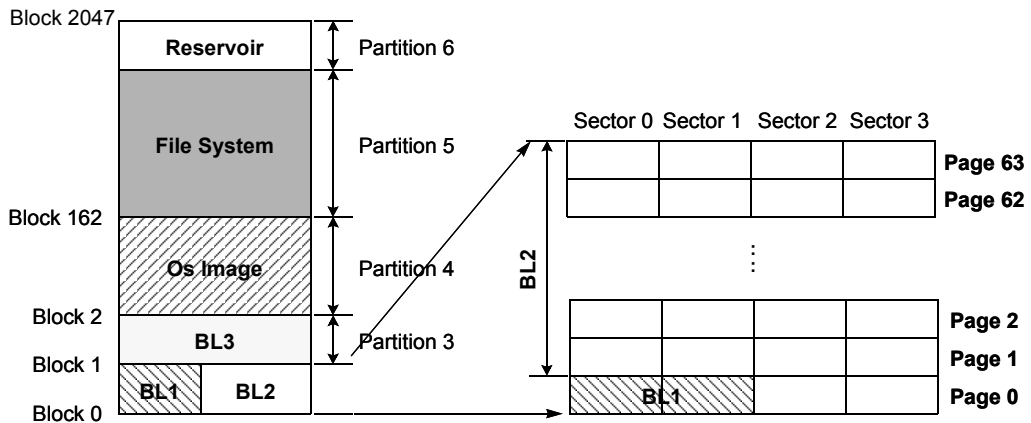 Block 2047
Reservoir
Partition 6
File System
Partition 5
Block 162
Os Image
Partition 4
Block 2
BL3
Partition 3
Block 1
BL1
BL2
Block 0
Sector 0 Sector 1 Sector 2 Sector 3
Page 63
Page 62
BL2
Page 2
Page 1
BL1
Page 0